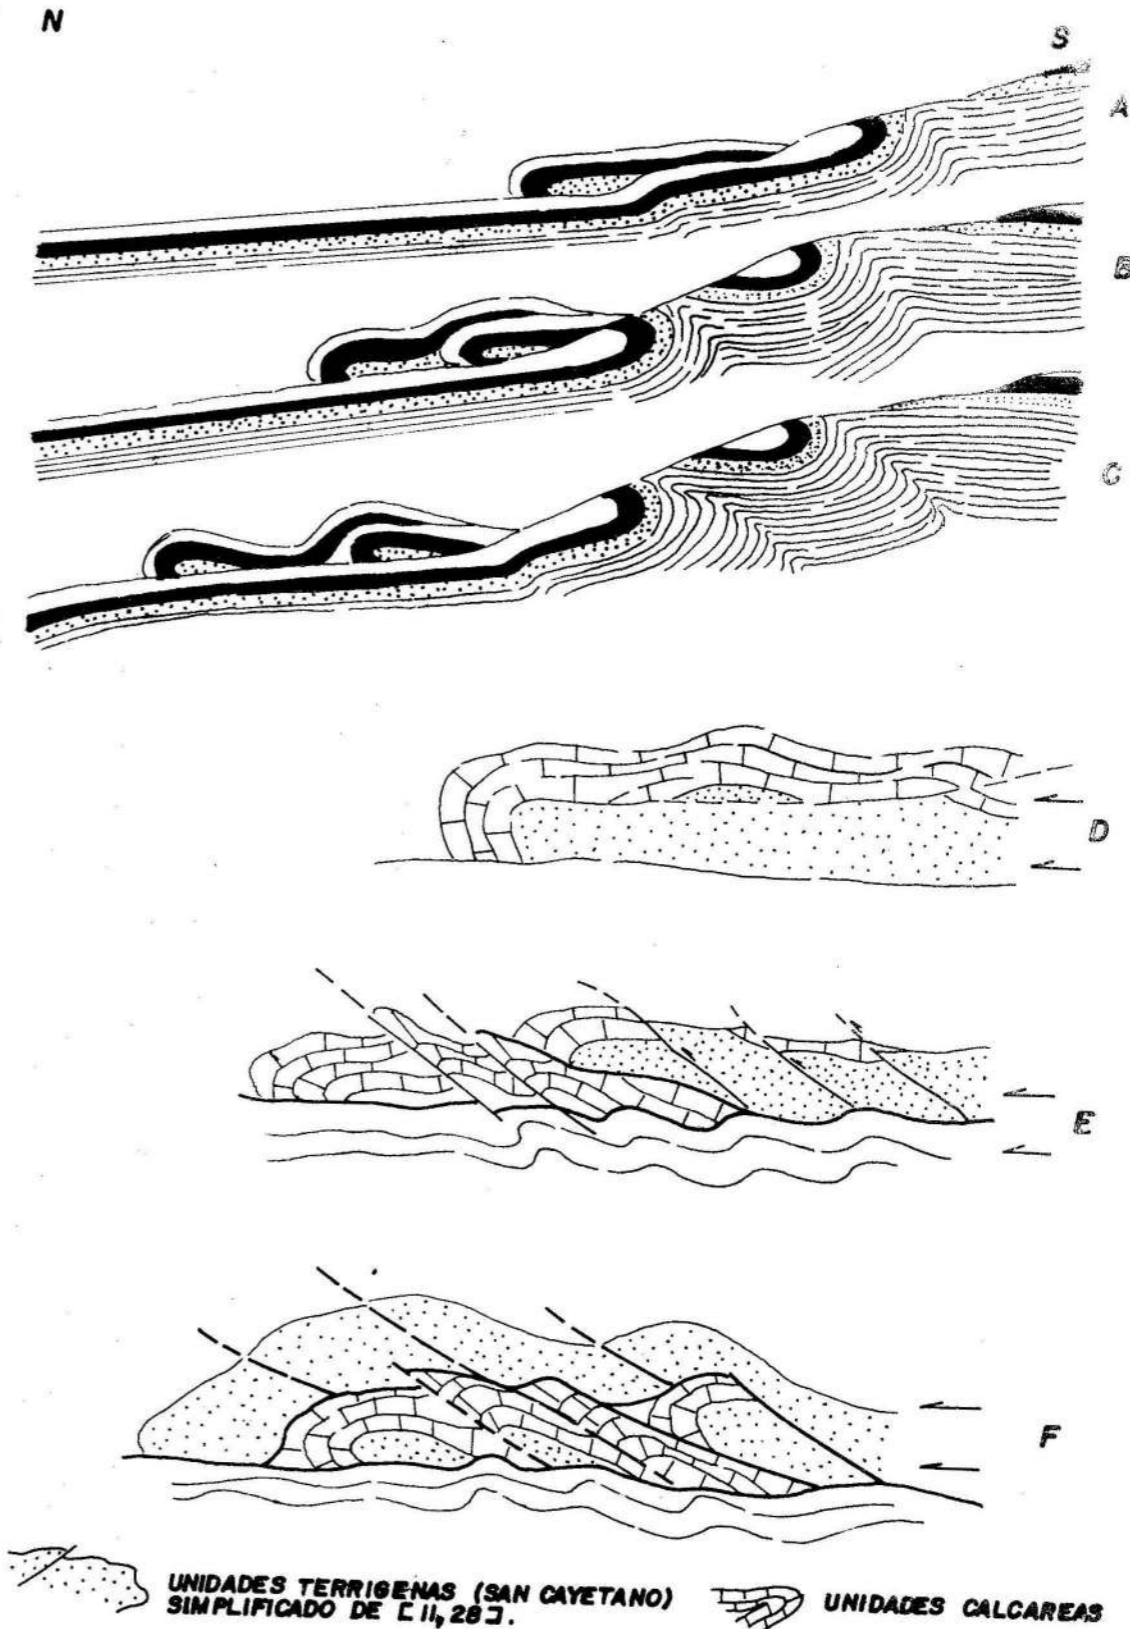 N
S
A
B
C
D
E
F
UNIDADES TERRIGENAS (SAN CAYETANO)
SIMPLIFICADO DE [11, 28].
UNIDADES CALCAREAS